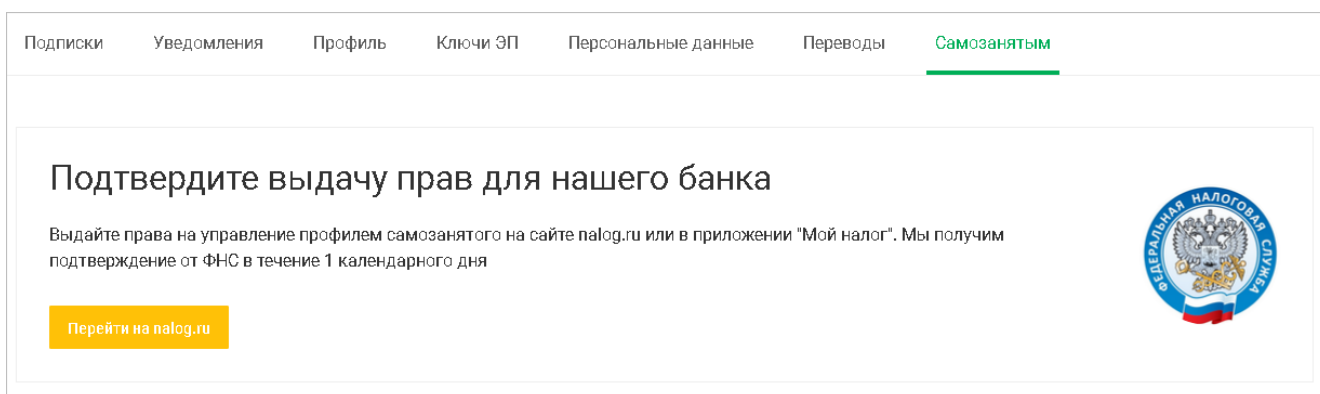 Подписки Уведомления Профиль Ключи ЭП Персональные данные Переводы Самозанятым
Подтвердите выдачу прав для нашего банка
Выдайте права на управление профилем самозанятого на сайте nalog.ru или в приложении "Мой налог". Мы получим
подтверждение от ФНС в течение 1 календарного дня
Перейти на nalog.ru
ФЕДЕРАЛЬНАЯ НАЛОГОВАЯ СЛУЖБА